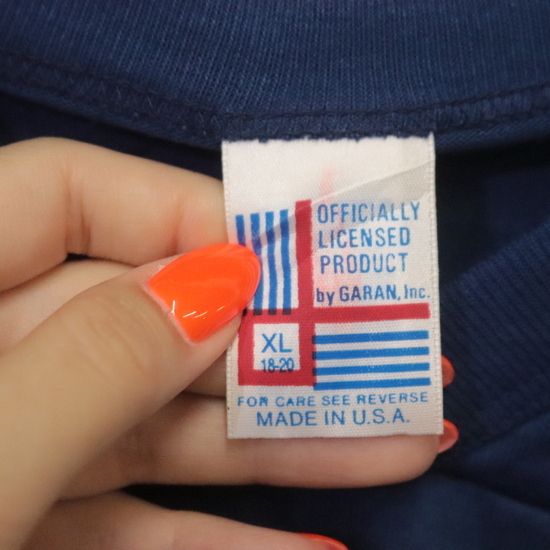 OFFICIALLY
LICENSED
PRODUCT
by GARAN, Inc.
XL
18-20
FOR CARE SEE REVERSE
MADE IN U.S.A.